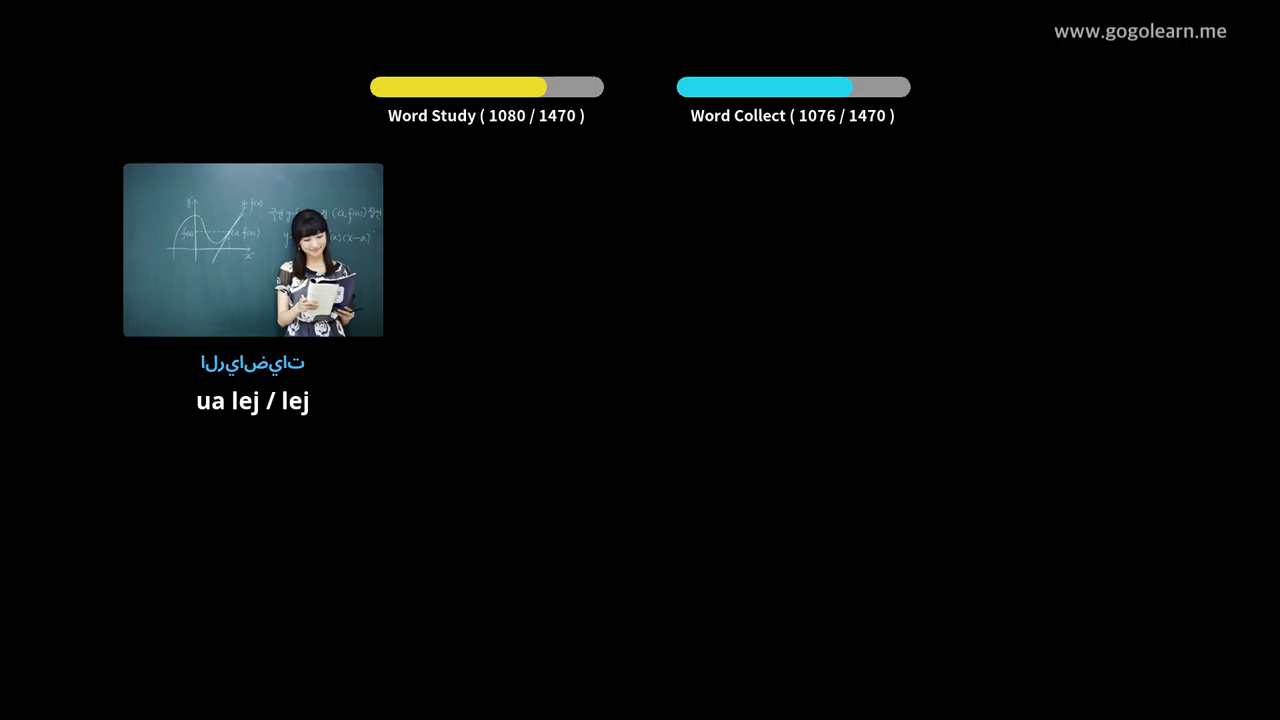 www.gogolearn.me
Word Study ( 1080 / 1470 )
Word Collect ( 1076 / 1470 )
الرياضيات
ua lej / lej